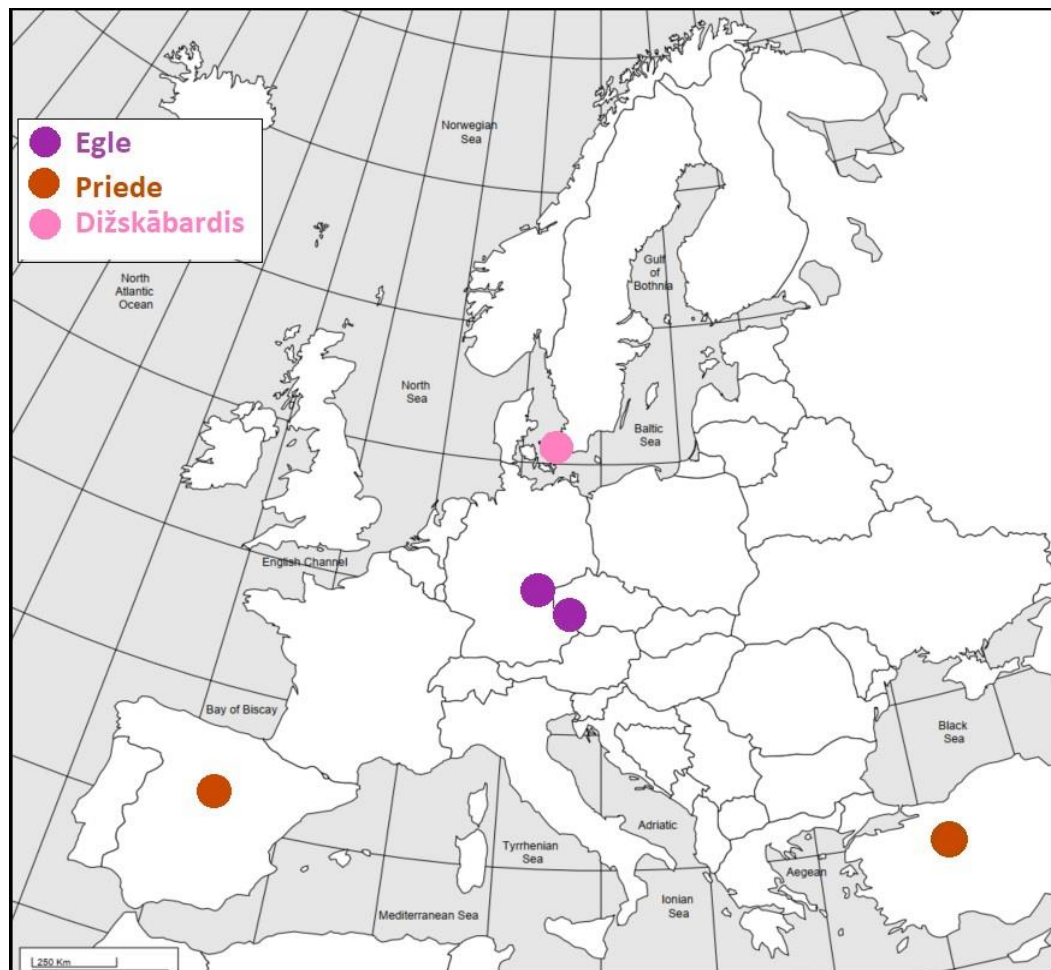 Norwegian
Sea
Egle
Priede
Dižskābardis
North
Atlantic
Ocean
Gulf
of
Bothnia
North
Sea
Baltic
Sea
English Channel
Bay of Biscay
Black
Sea
Adriatic
Tyrrhenian
Sea
Aegean
Ionian
Sea
Mediterranean Sea
250 Km